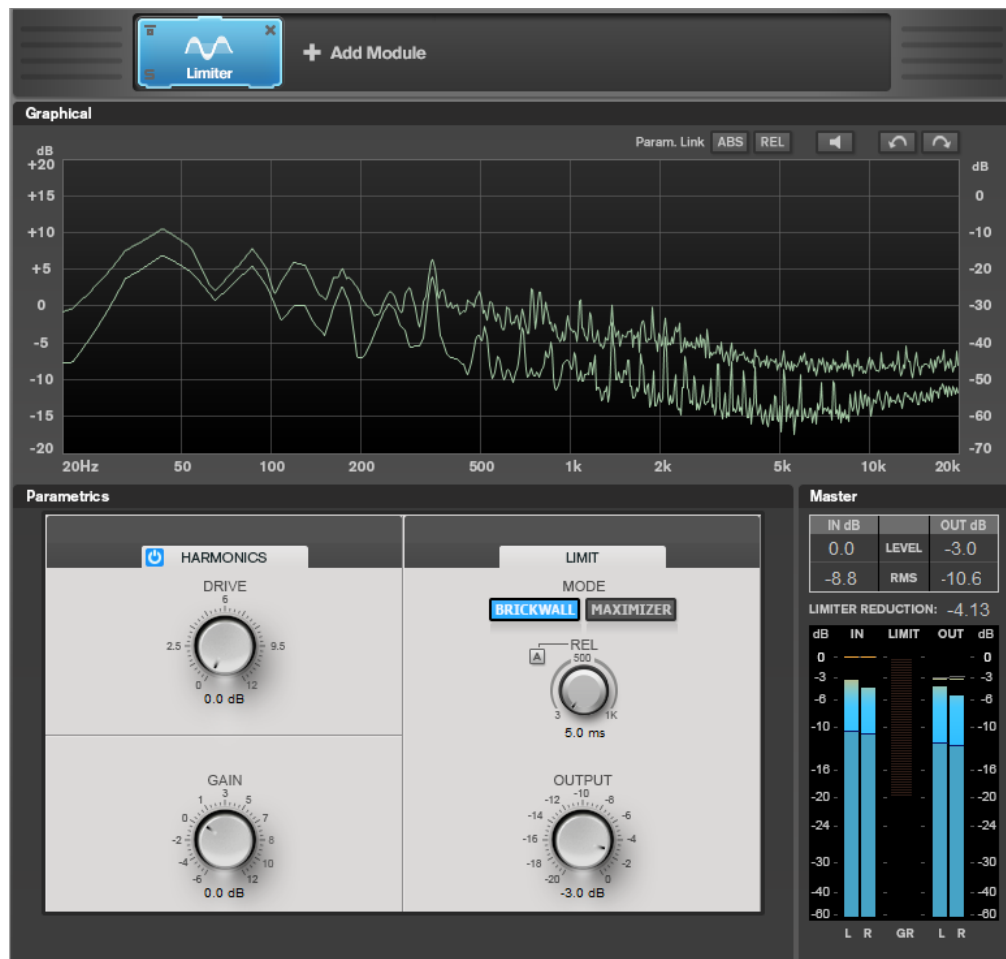 S
Limiter
+ Add Module
Graphical
Param. Link ABS REL
dB
+20
+15
+10
+5
0
-5
-10
-15
-20
dB
0
-10
-20
-30
-40
-50
-60
-70
20Hz 50 100 200 500 1k 2k 5k 10k 20k
Parametrics
HARMONICS
DRIVE
6
2.5 9.5
0 12
0.0 dB
GAIN
3
1 5
0 7
-2 8
-4 10
-6 12
0.0 dB
LIMIT
MODE
BRICKWALL MAXIMIZER
A REL
500
3 1K
5.0 ms
OUTPUT
-10
-12 -8
-14 -6
-16 -4
-18 -2
-20 0
-3.0 dB
Master
IN dB OUT dB
0.0 LEVEL -3.0
-8.8 RMS -10.6
LIMITER REDUCTION: -4.13
dB IN LIMIT OUT dB
0 - - - - 0
-3 - - - - -3
-6 - - - - -6
-10 - - - - -10
-16 - - - - -16
-20 - - - - -20
-24 - - - - -24
-30 - - - - -30
-40 - - - - -40
-60 - - - - -60
L R GR L R